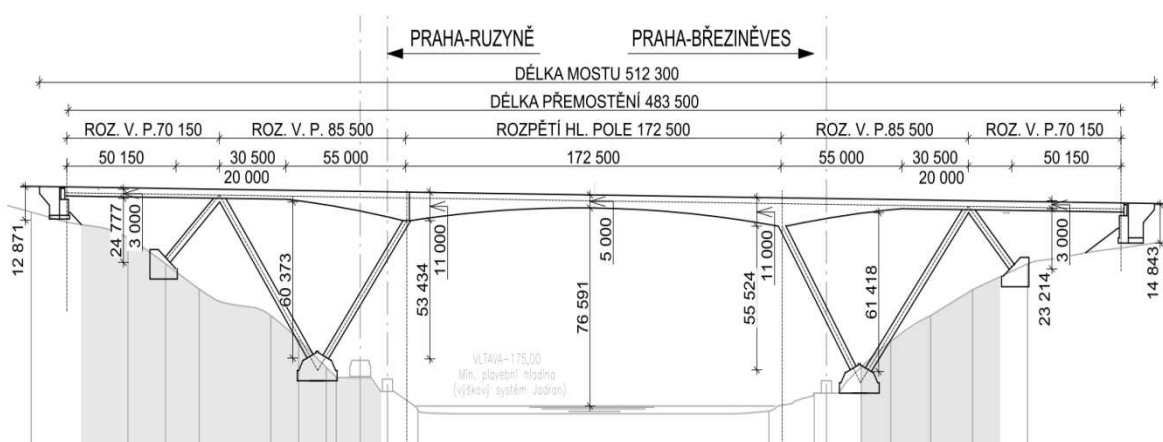 PRAHA-RUZYNĚ
PRAHA-BŘEZINĚVES
DÉLKA MOSTU 512 300
DÉLKA PŘEMOSTĚNÍ 483 500
ROZ. V. P.70 150
ROZ. V. P. 85 500
ROZPĚTÍ HL. POLE 172 500
ROZ. V. P.85 500
ROZ. V. P.70 150
50 150
30 500
55 000
172 500
55 000
30 500
50 150
20 000
20 000
12 871
24 777
3 000
60 373
53 434
11 000
5 000
76 591
55 524
11 000
61 418
3 000
23 214
14 843
VLTAVA-175,00
Min. plavební hladina
(výškový systém Jadran)